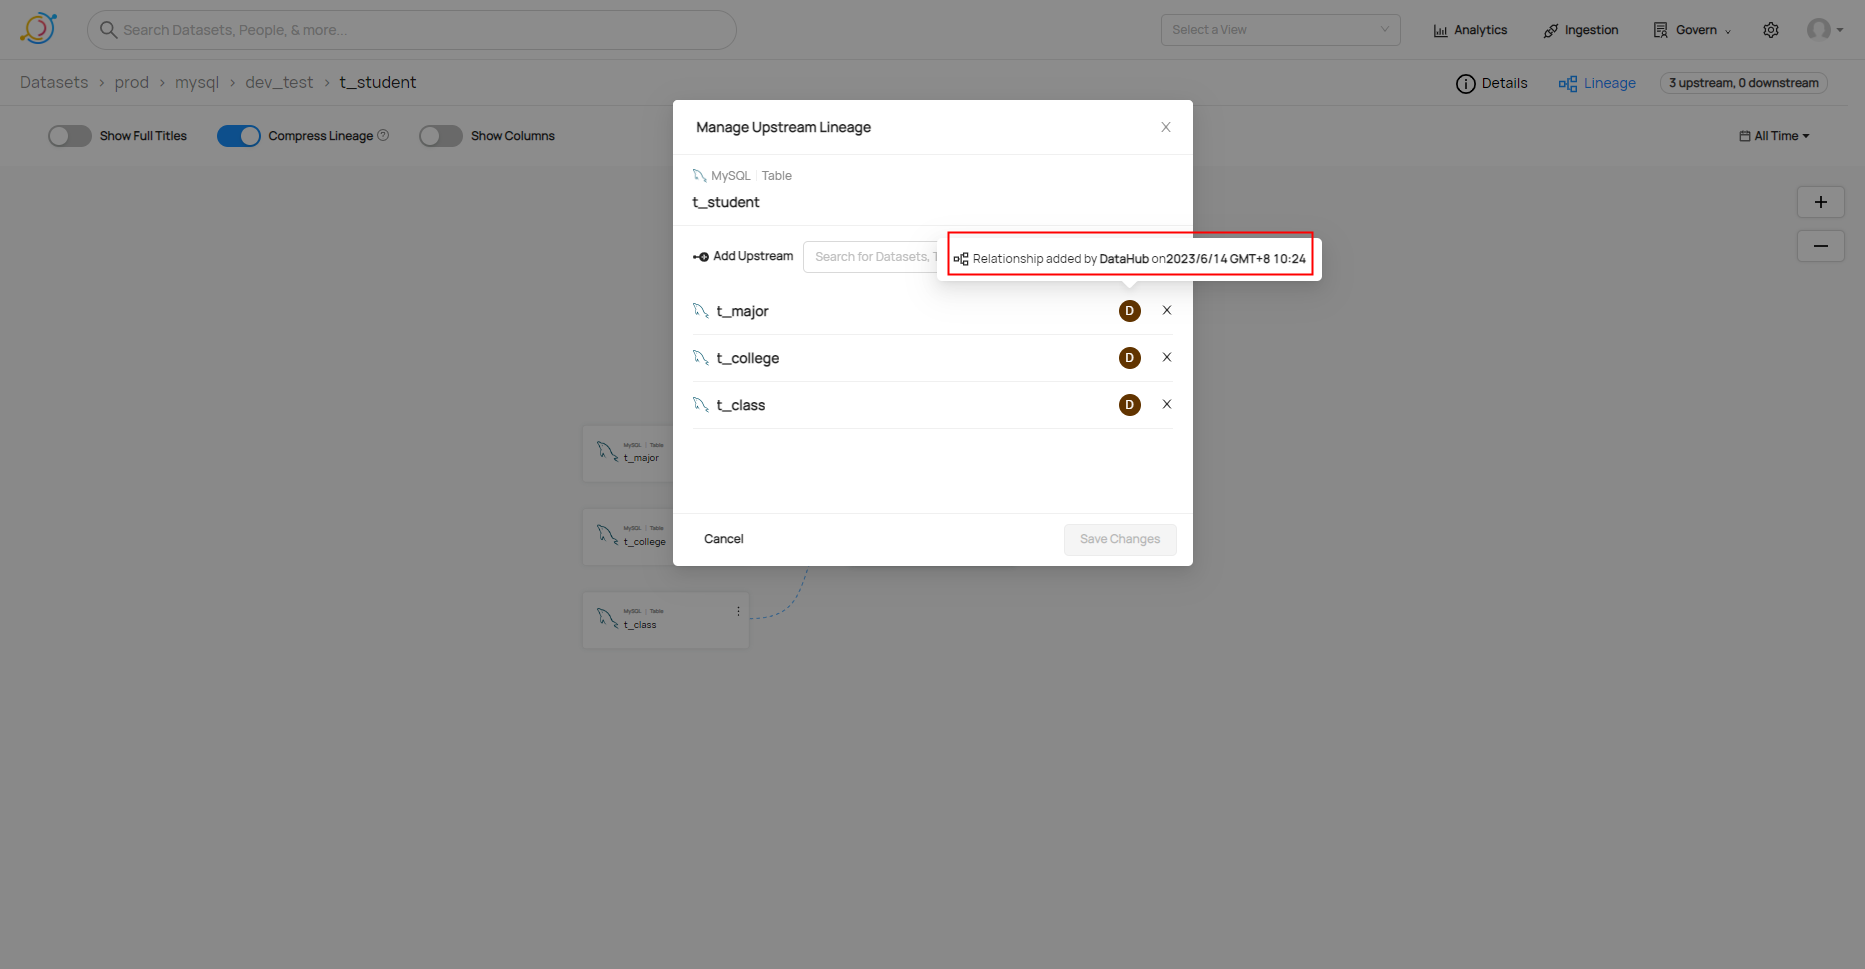 Search Datasets, People, & more...
Select a View
Analytics
Ingestion
Govern
Datasets > prod > mysql > dev_test > t_student
Details
Lineage
3 upstream, 0 downstream
Show Full Titles
Compress Lineage
Show Columns
All Time
Manage Upstream Lineage
MySQL | Table
t_student
Add Upstream
Search for Datasets,
Relationship added by DataHub on2023/6/14 GMT+8 10:24
t_major
D
t_college
D
t_class
D
Cancel
Save Changes
MySQL | Table
t_major
MySQL | Table
t_college
MySQL | Table
t_class